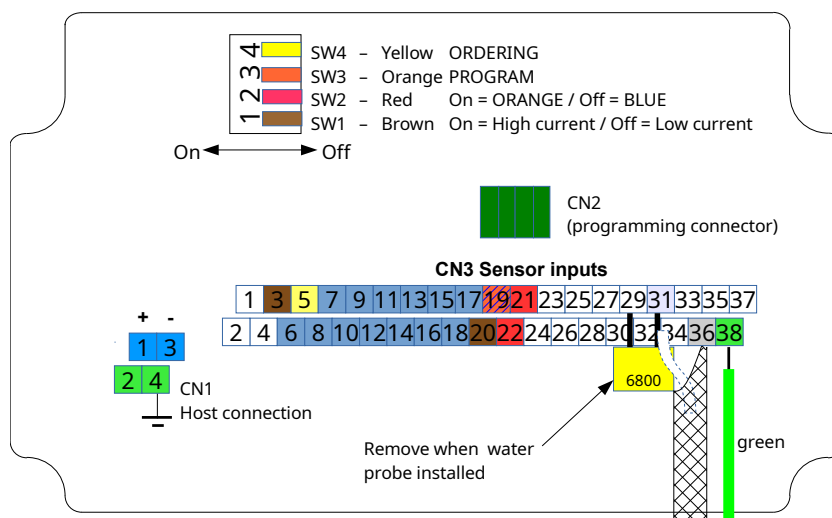 4 SW4 – Yellow ORDERING
3 SW3 – Orange PROGRAM
2 SW2 – Red On = ORANGE / Off = BLUE
1 SW1 – Brown On = High current / Off = Low current
On Off
CN2
(programming connector)
CN3 Sensor inputs
1 3 5 7 9 11 13 15 17 19 21 23 25 27 29 31 33 35 37
+ -
2 4 6 8 10 12 14 16 18 20 22 24 26 28 30 32 34 36 38
1 3
2 4
CN1
Host connection
6800
Remove when water
probe installed
green